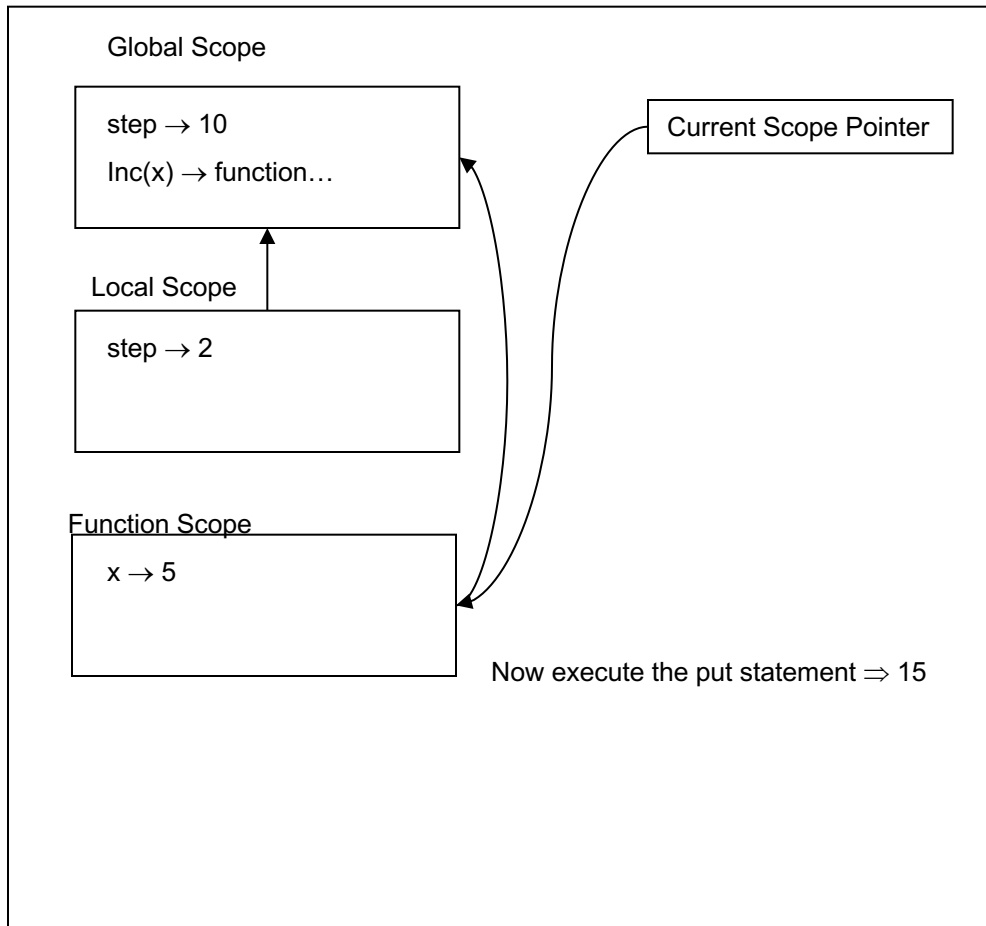 Global Scope
step → 10
Inc(x) → function…
Current Scope Pointer
Local Scope
step → 2
Function Scope
x → 5
Now execute the put statement ⇒ 15